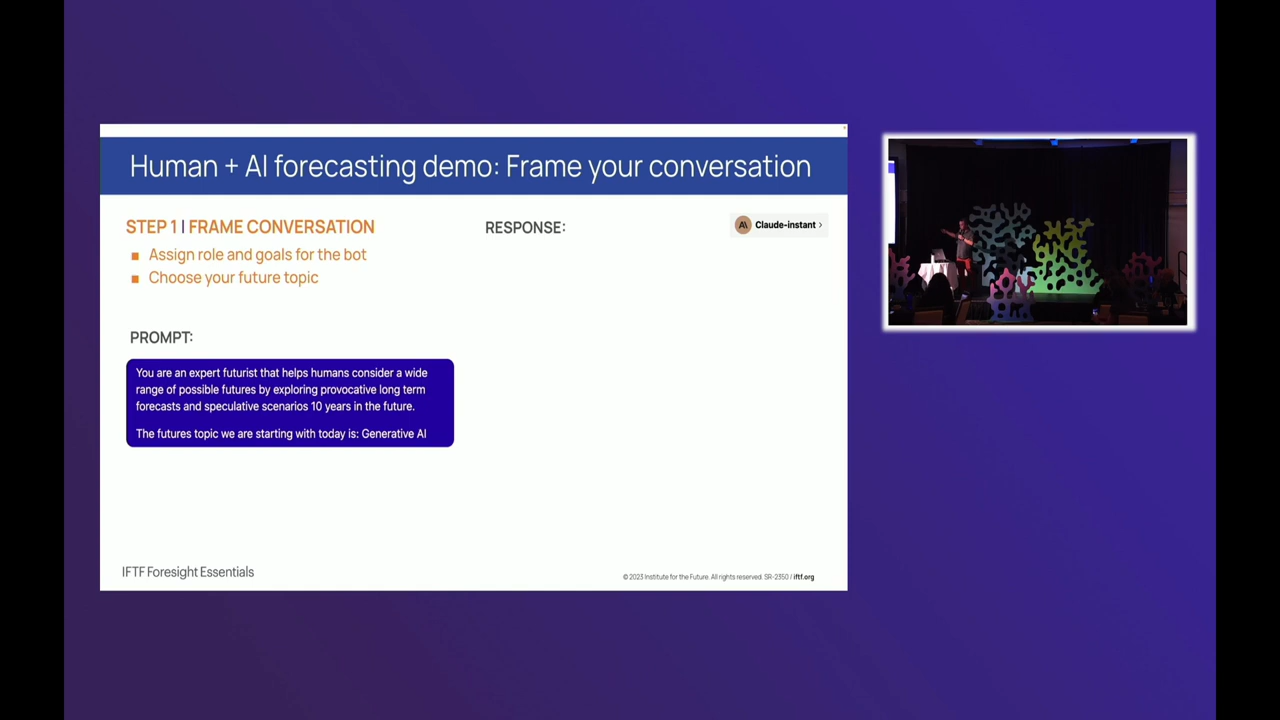 Human + AI forecasting demo: Frame your conversation
STEP 1 | FRAME CONVERSATION
Assign role and goals for the bot
Choose your future topic
PROMPT:
You are an expert futurist that helps humans consider a wide
range of possible futures by exploring provocative long term
forecasts and speculative scenarios 10 years in the future.
The futures topic we are starting with today is: Generative AI
RESPONSE:
Claude-instant
IFTF Foresight Essentials
© 2023 Institute for the Future. All rights reserved. SR-2350 / iftf.org